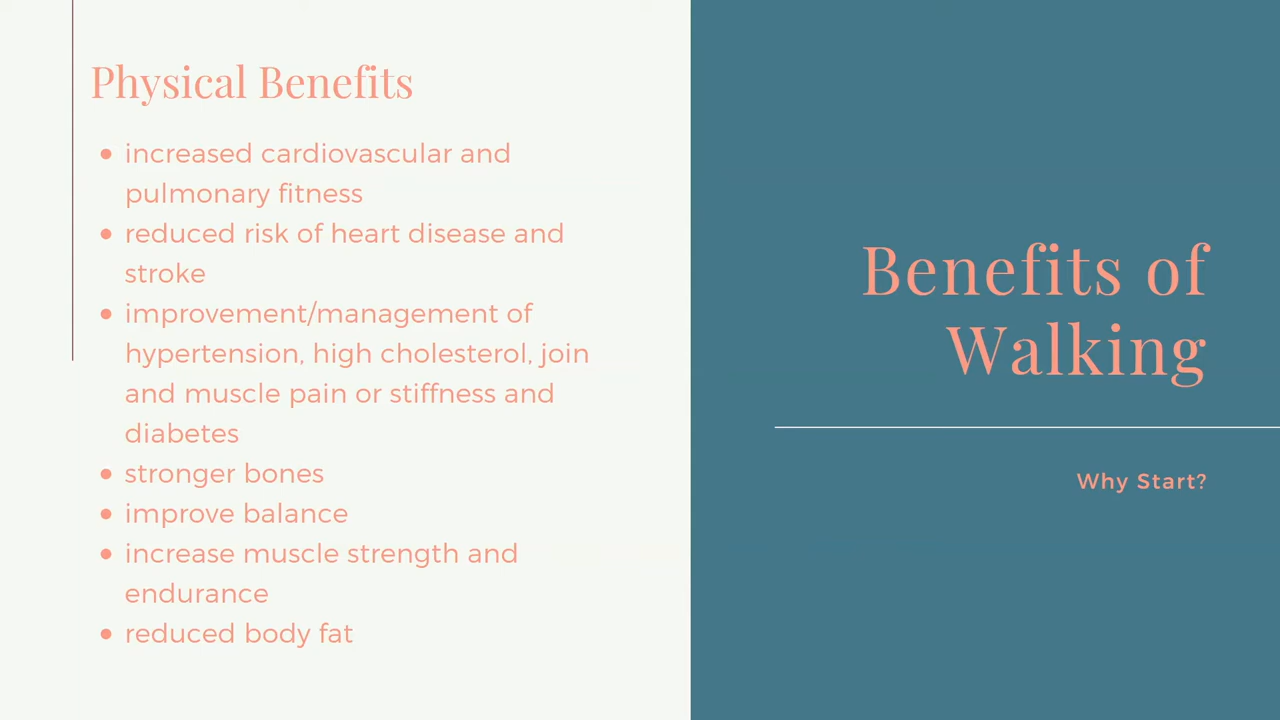 Physical Benefits
• increased cardiovascular and
pulmonary fitness
• reduced risk of heart disease and
stroke
• improvement/management of
hypertension, high cholesterol, join
and muscle pain or stiffness and
diabetes
• stronger bones
• improve balance
• increase muscle strength and
endurance
• reduced body fat
Benefits of
Walking
Why Start?